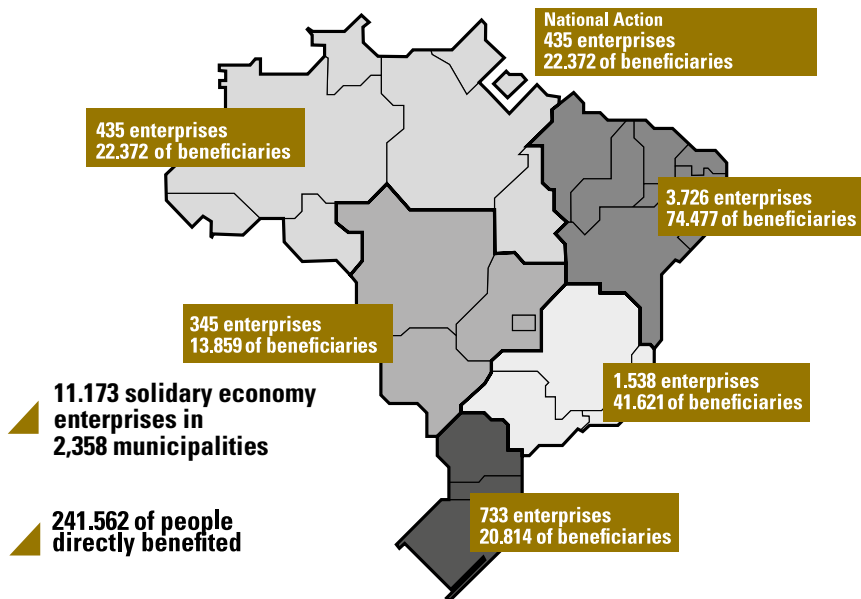 National Action
435 enterprises
22.372 of beneficiaries
435 enterprises
22.372 of beneficiaries
3.726 enterprises
74.477 of beneficiaries
345 enterprises
13.859 of beneficiaries
1.538 enterprises
41.621 of beneficiaries
11.173 solidary economy
enterprises in
2,358 municipalities
733 enterprises
20.814 of beneficiaries
241.562 of people
directly benefited